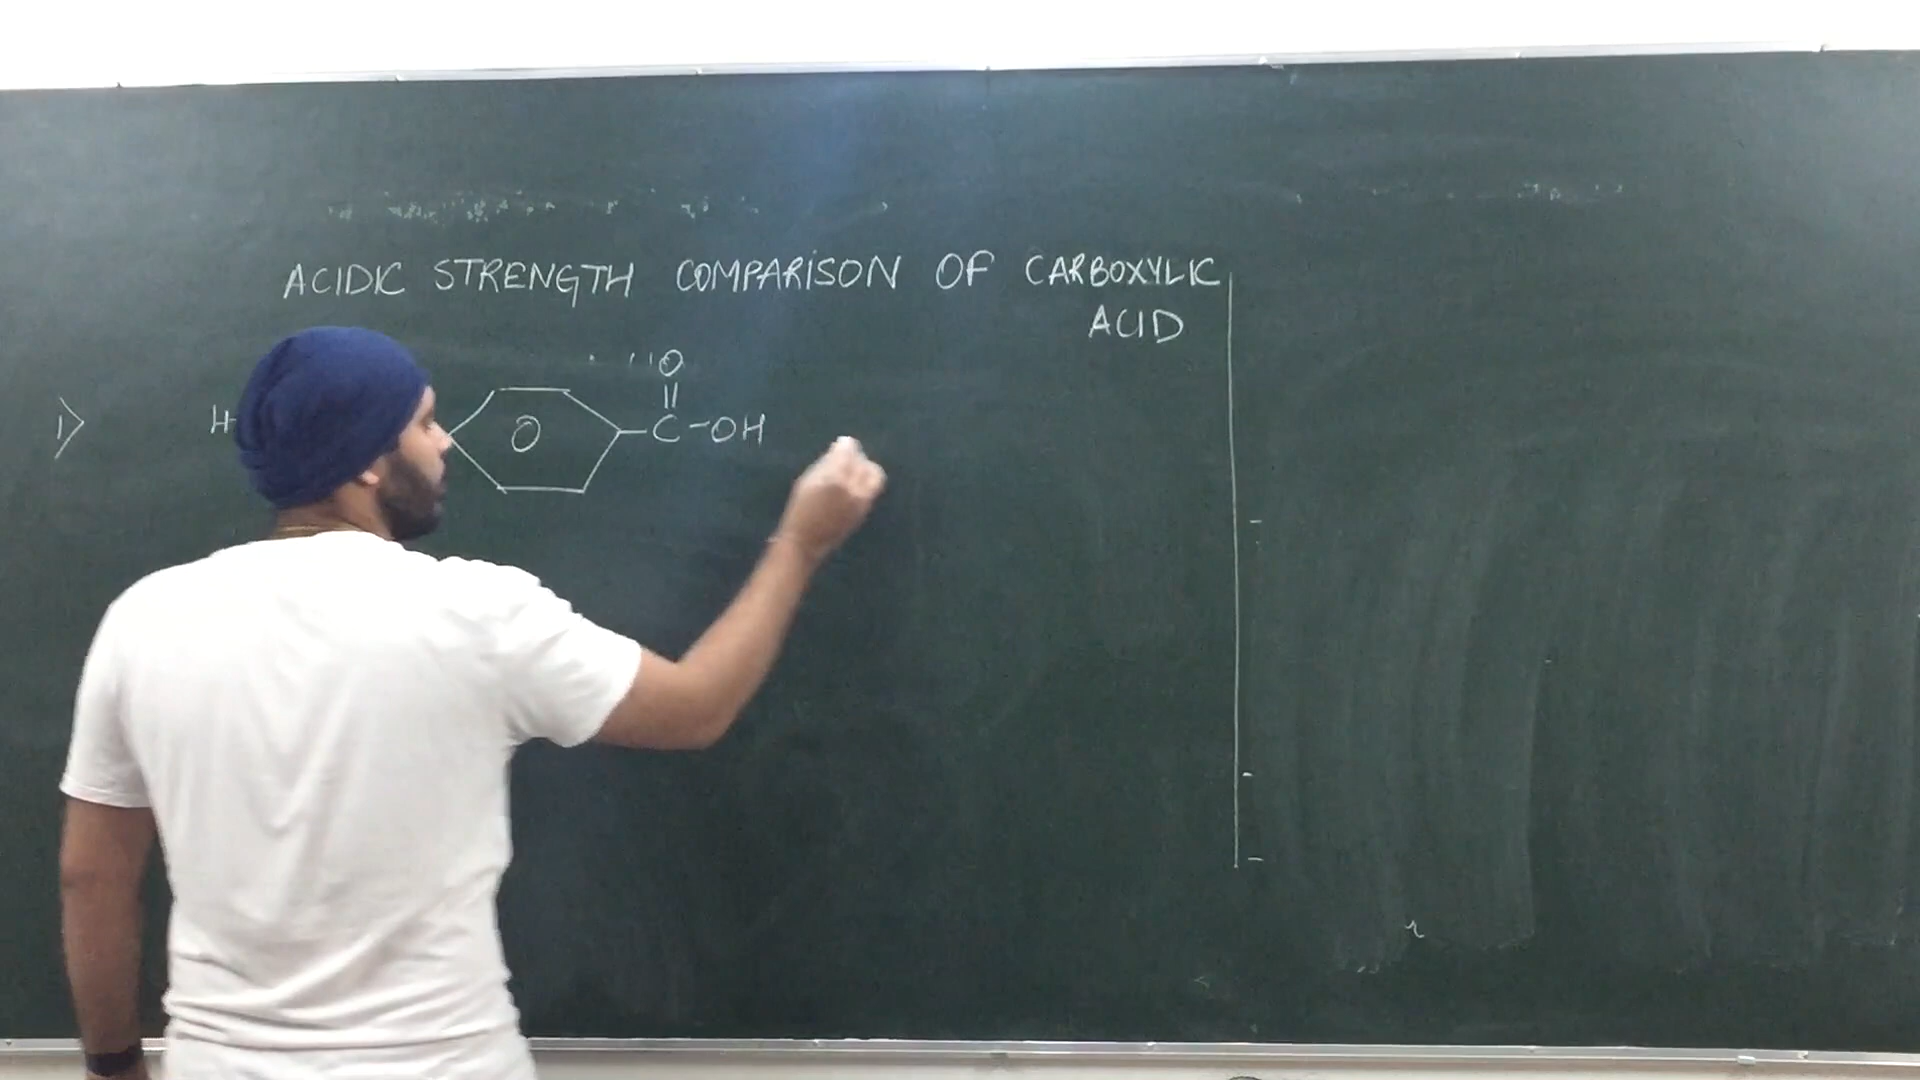 ACIDIC STRENGTH COMPARISON OF CARBOXYLIC
ACID
1)
H-
O
O
||
C-OH